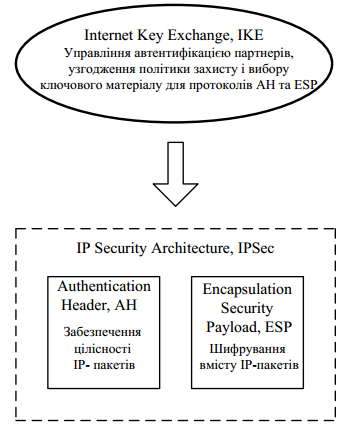 Internet Key Exchange, IKE
Управління автентифікацією партнерів,
узгодження політики захисту і вибору
ключового матеріалу для протоколів АН та ESP
IP Security Architecture, IPSec
Authentication
Header, AH
Забезпечення
цілісності
IP- пакетів
Encapsulation
Security
Payload, ESP
Шифрування
вмісту IP-пакетів